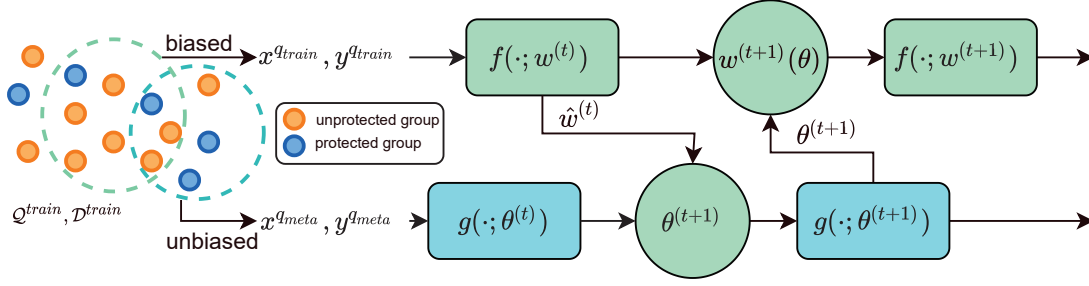 biased
x^{q_{train}}, y^{q_{train}}
f(·; w^{(t)})
w^{(t+1)}(θ)
f(·; w^{(t+1)})
ŵ^{(t)}
θ^{(t+1)}
unprotected group
protected group
𝒬^{train}, 𝒟^{train}
unbiased
x^{q_{meta}}, y^{q_{meta}}
g(·; θ^{(t)})
θ^{(t+1)}
g(·; θ^{(t+1)})